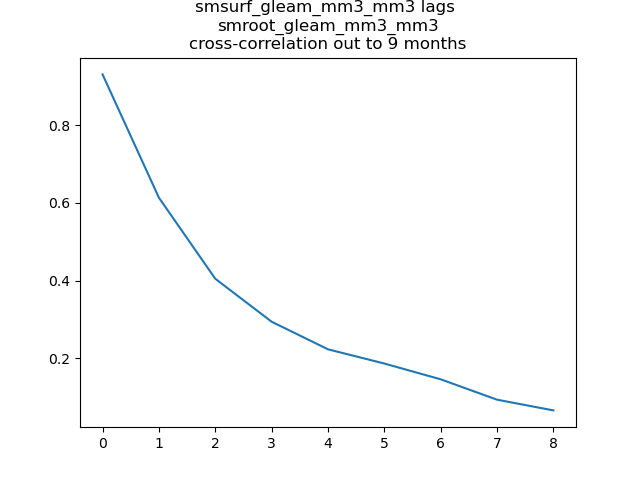 smsurf_gleam_mm3_mm3 lags
smroot_gleam_mm3_mm3
cross-correlation out to 9 months
0.8
0.6
0.4
0.2
0 1 2 3 4 5 6 7 8